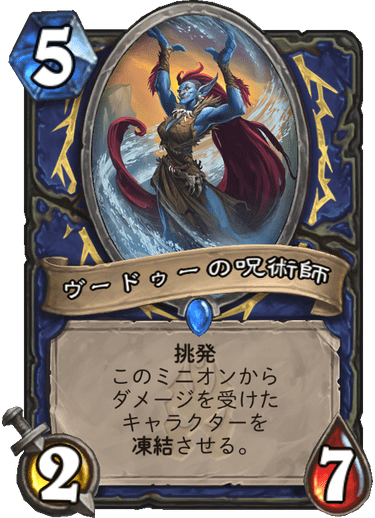 5
ヴードゥーの呪術師
挑発
このミニオンから
ダメージを受けた
キャラクターを
凍結させる。
2
7